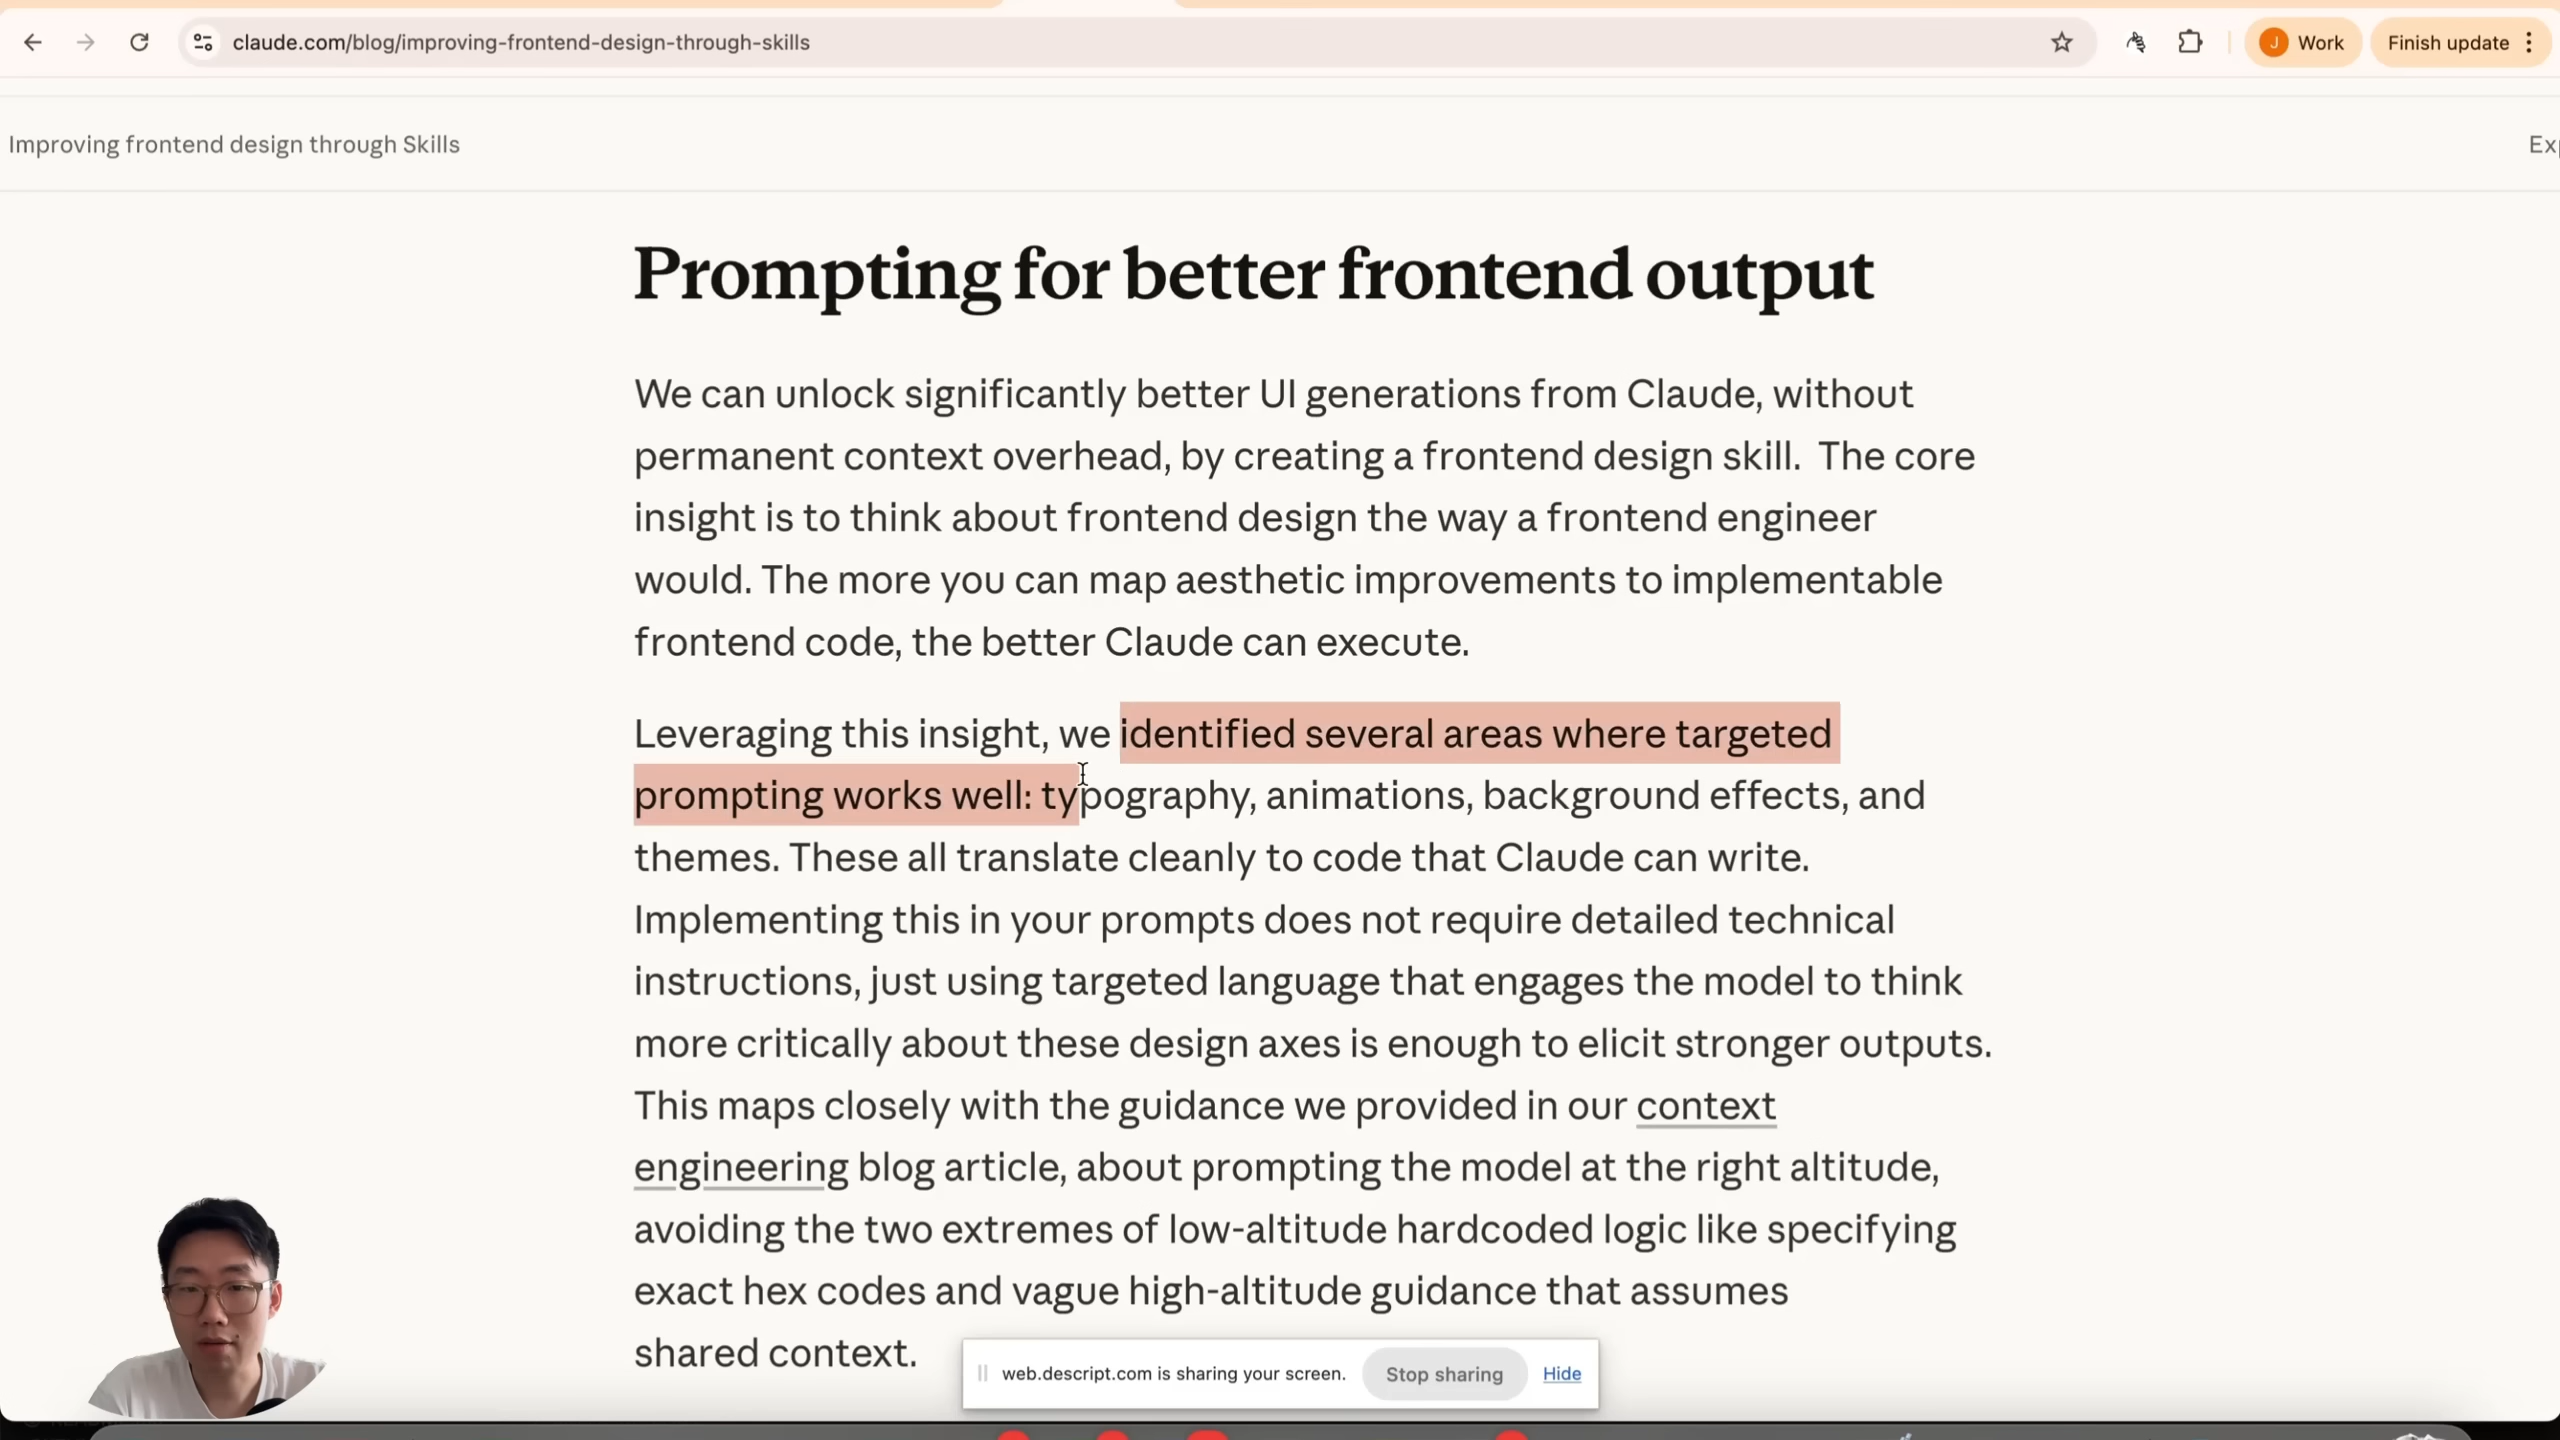 claude.com/blog/improving-frontend-design-through-skills
J
Work
Finish update
Improving frontend design through Skills
Prompting for better frontend output
We can unlock significantly better UI generations from Claude, without
permanent context overhead, by creating a frontend design skill.  The core
insight is to think about frontend design the way a frontend engineer
would. The more you can map aesthetic improvements to implementable
frontend code, the better Claude can execute.
Leveraging this insight, we identified several areas where targeted
prompting works well: typography, animations, background effects, and
themes. These all translate cleanly to code that Claude can write.
Implementing this in your prompts does not require detailed technical
instructions, just using targeted language that engages the model to think
more critically about these design axes is enough to elicit stronger outputs.
This maps closely with the guidance we provided in our context
engineering blog article, about prompting the model at the right altitude,
avoiding the two extremes of low-altitude hardcoded logic like specifying
exact hex codes and vague high-altitude guidance that assumes
shared context.
web.descript.com is sharing your screen.
Stop sharing
Hide